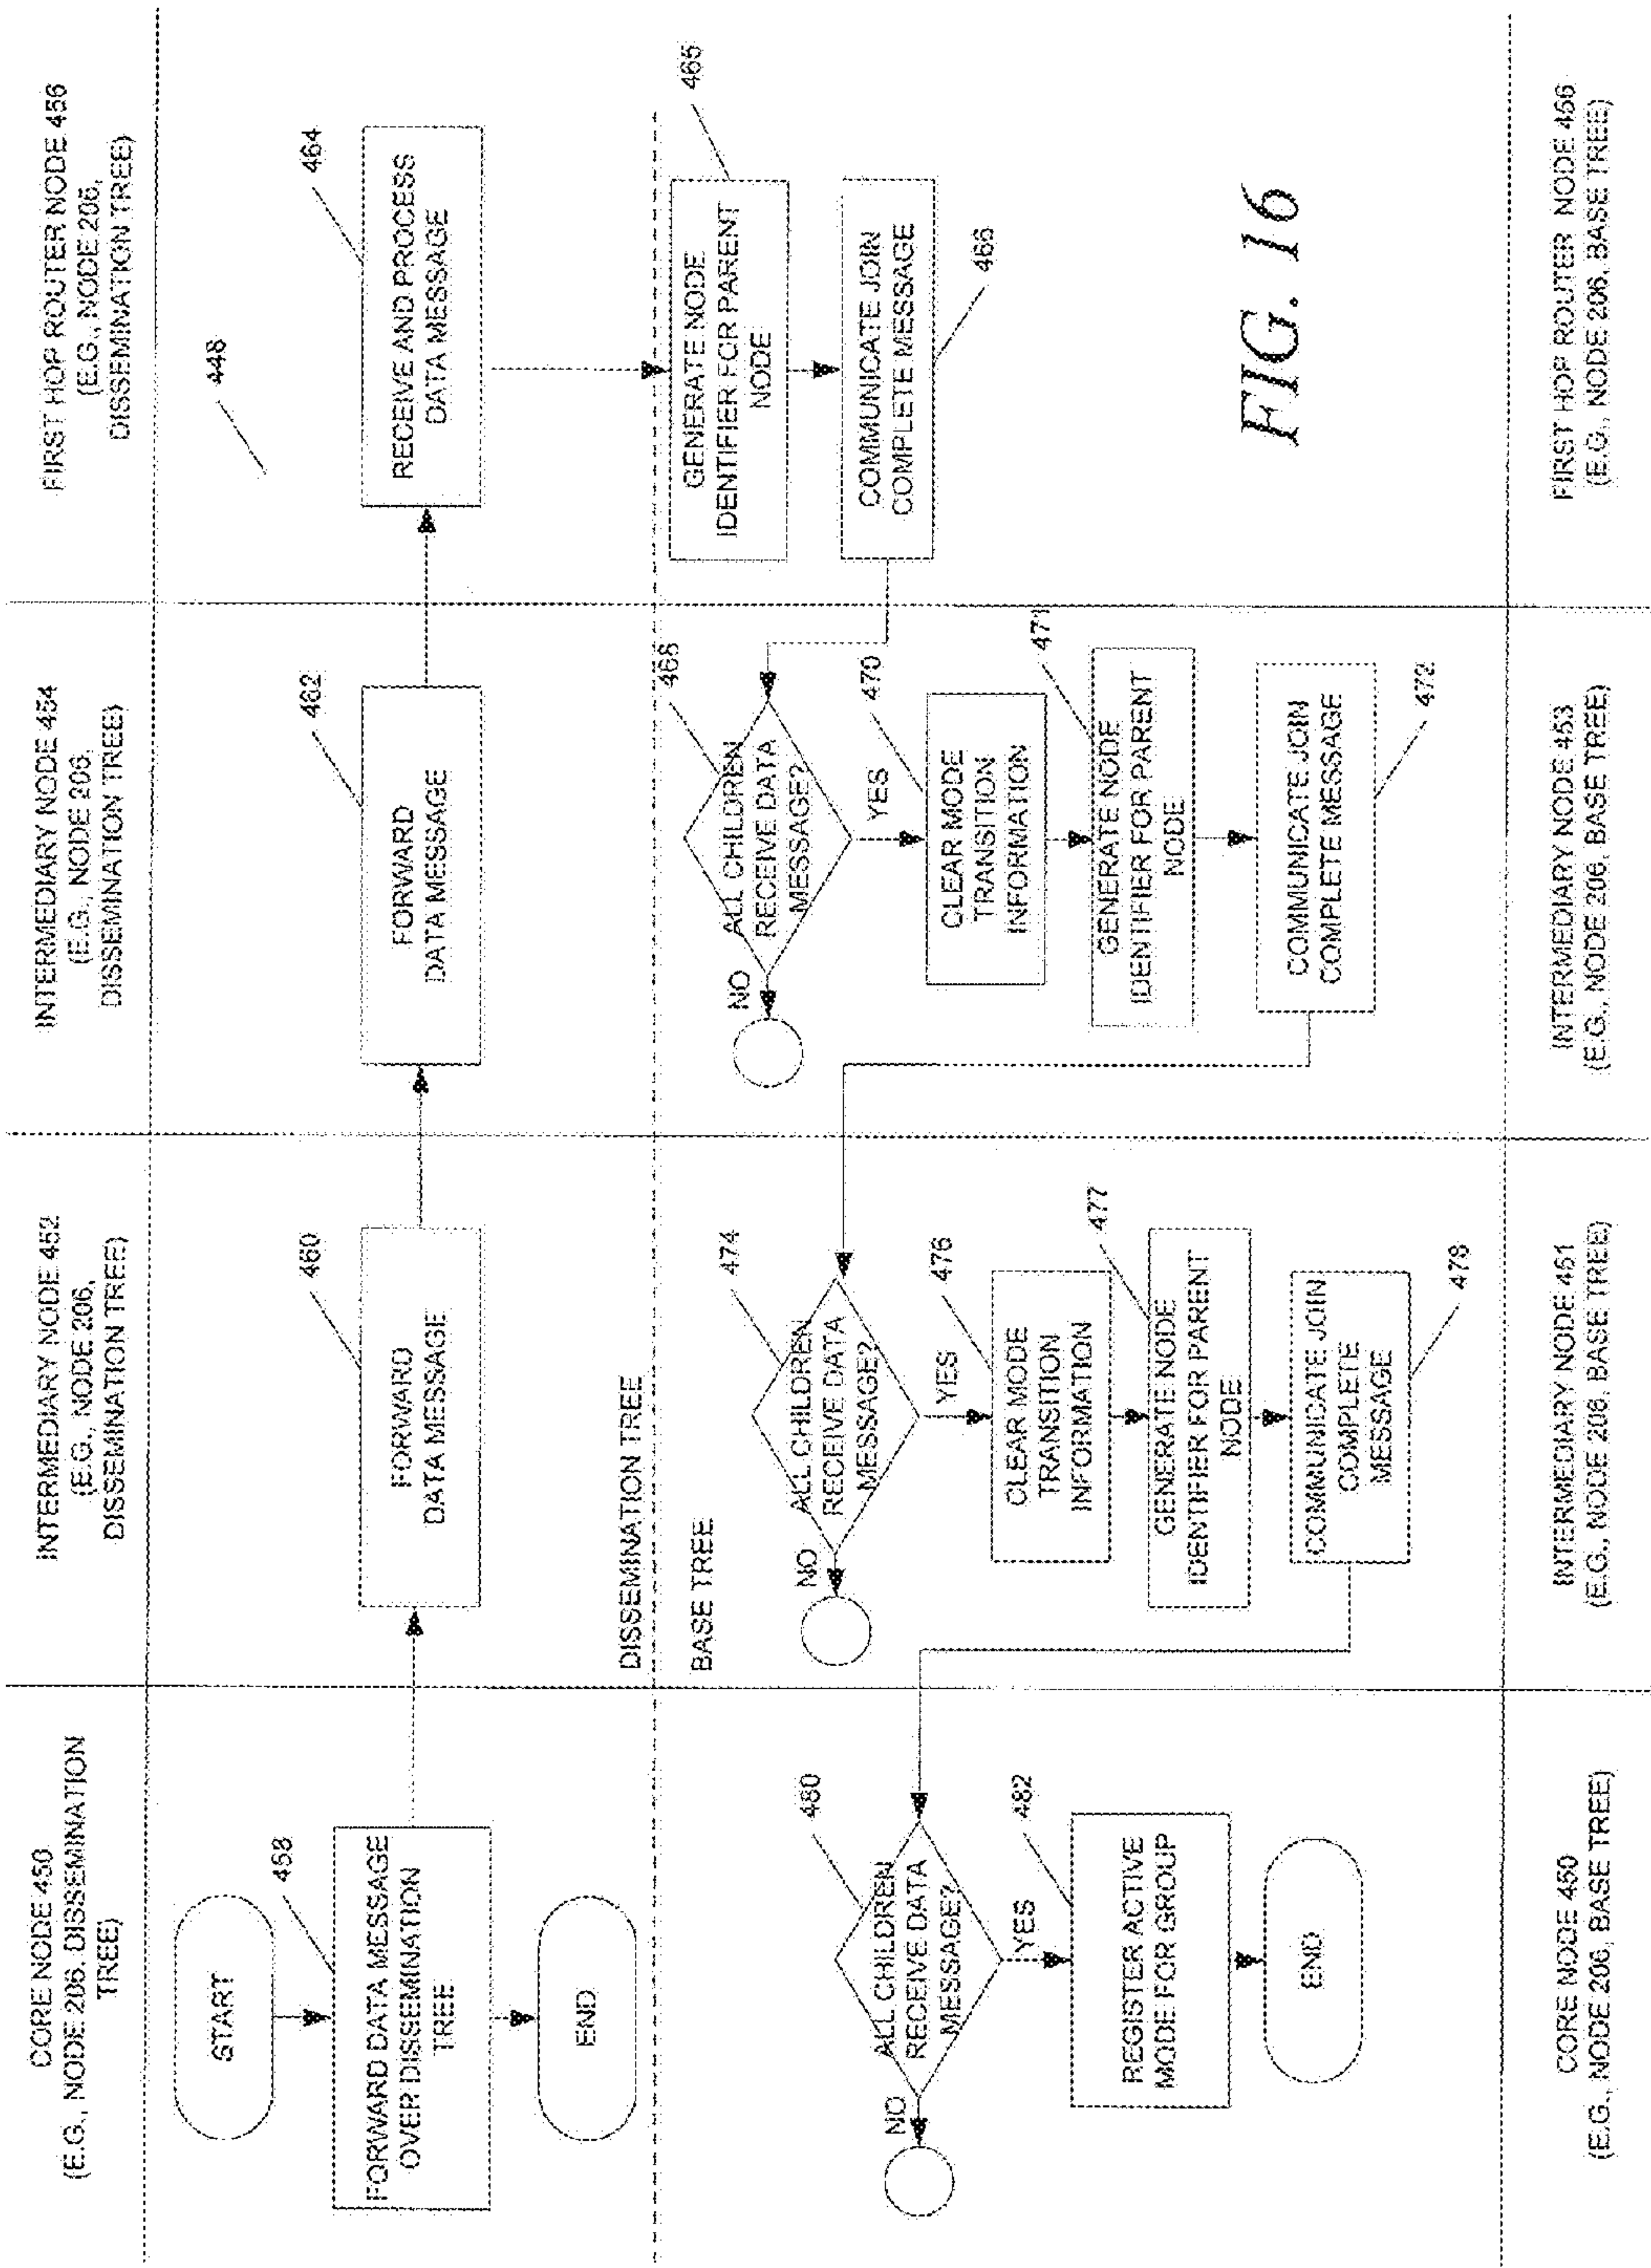 CORE NODE 450
(E.G., NODE 206, DISSEMINATION
TREE)
INTERMEDIARY NODE 452
(E.G., NODE 206,
DISSEMINATION TREE)
INTERMEDIARY NODE 454
(E.G., NODE 206,
DISSEMINATION TREE)
FIRST HOP ROUTER NODE 456
(E.G., NODE 206,
DISSEMINATION TREE)
448
START
458
FORWARD DATA MESSAGE
OVER DISSEMINATION
TREE
END
460
FORWARD
DATA MESSAGE
462
FORWARD
DATA MESSAGE
464
RECEIVE AND PROCESS
DATA MESSAGE
DISSEMINATION TREE
BASE TREE
465
GENERATE NODE
IDENTIFIER FOR PARENT
NODE
COMMUNICATE JOIN
COMPLETE MESSAGE
466
468
ALL CHILDREN
RECEIVE DATA
MESSAGE?
NO
YES
470
CLEAR MODE
TRANSITION
INFORMATION
471
GENERATE NODE
IDENTIFIER FOR PARENT
NODE
COMMUNICATE JOIN
COMPLETE MESSAGE
472
474
ALL CHILDREN
RECEIVE DATA
MESSAGE?
NO
YES
476
CLEAR MODE
TRANSITION
INFORMATION
477
GENERATE NODE
IDENTIFIER FOR PARENT
NODE
COMMUNICATE JOIN
COMPLETE
MESSAGE
478
480
ALL CHILDREN
RECEIVE DATA
MESSAGE?
NO
YES
482
REGISTER ACTIVE
MODE FOR GROUP
END
FIG. 16
CORE NODE 450
(E.G., NODE 206, BASE TREE)
INTERMEDIARY NODE 451
(E.G., NODE 206, BASE TREE)
INTERMEDIARY NODE 453
(E.G., NODE 206, BASE TREE)
FIRST HOP ROUTER NODE 456
(E.G., NODE 206, BASE TREE)